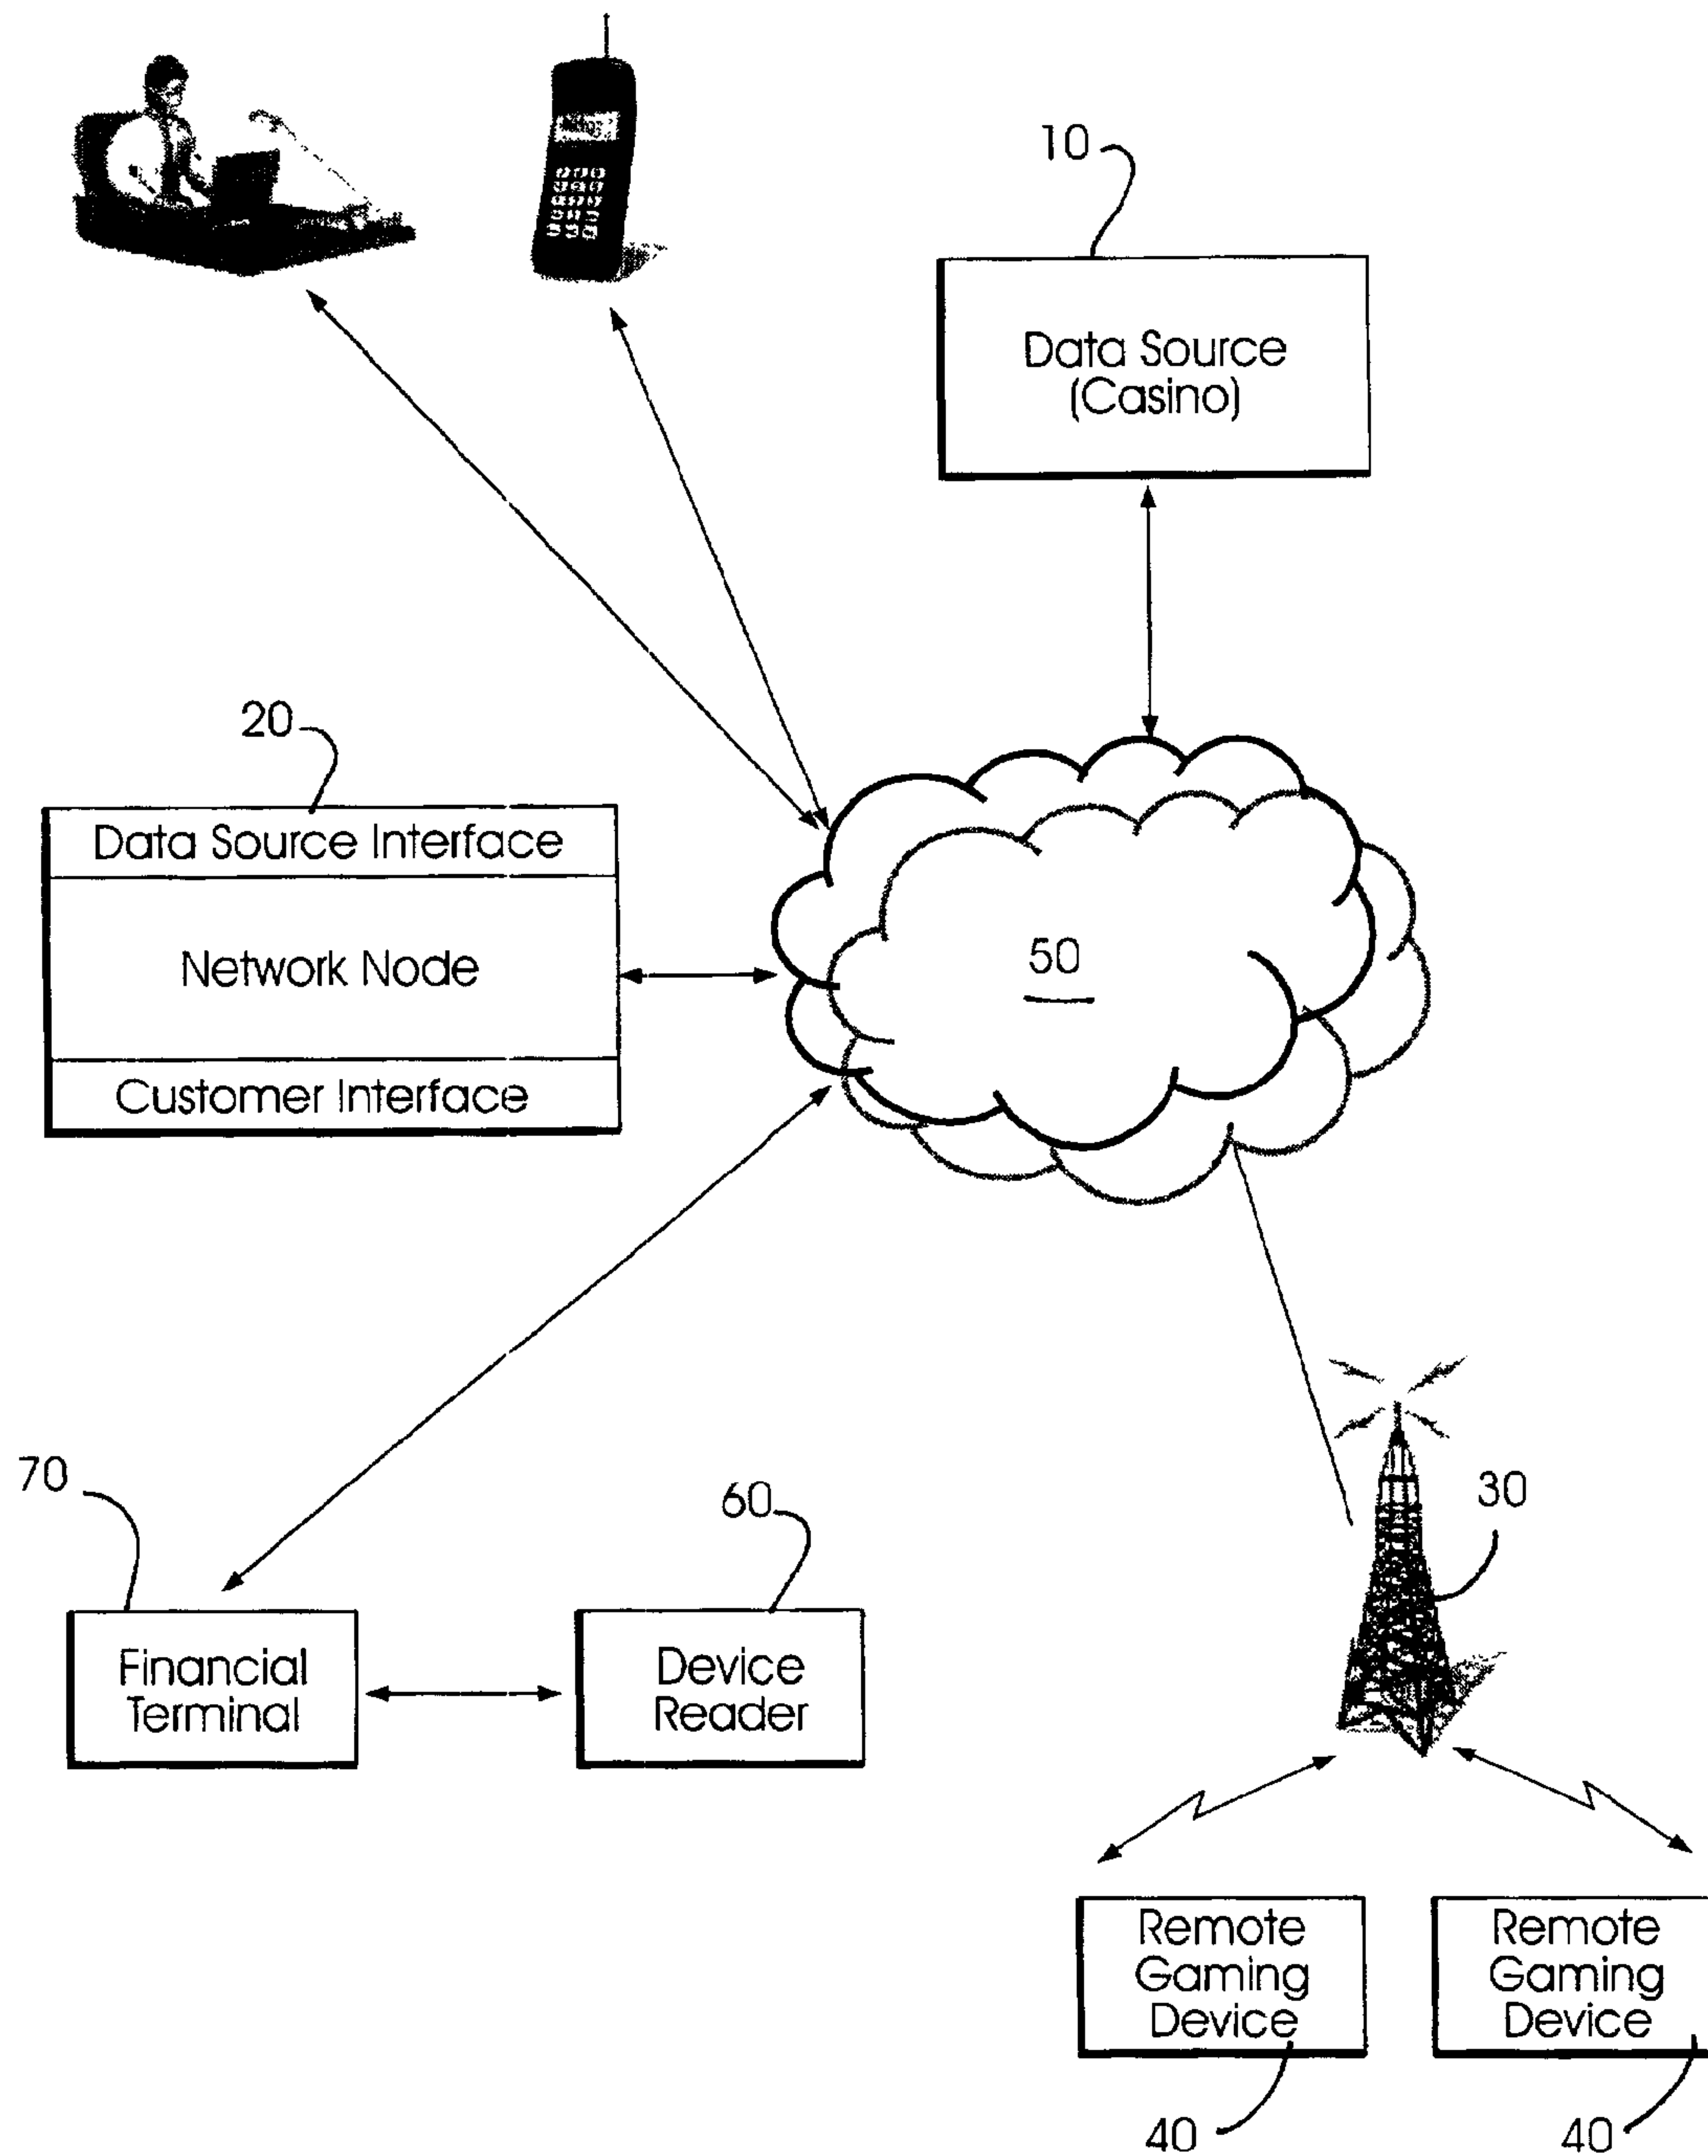 10
Data Source
(Casino)
20
Data Source Interface
Network Node
Customer Interface
50
70
60
30
Financial
Terminal
Device
Reader
Remote
Gaming
Device
Remote
Gaming
Device
40
40